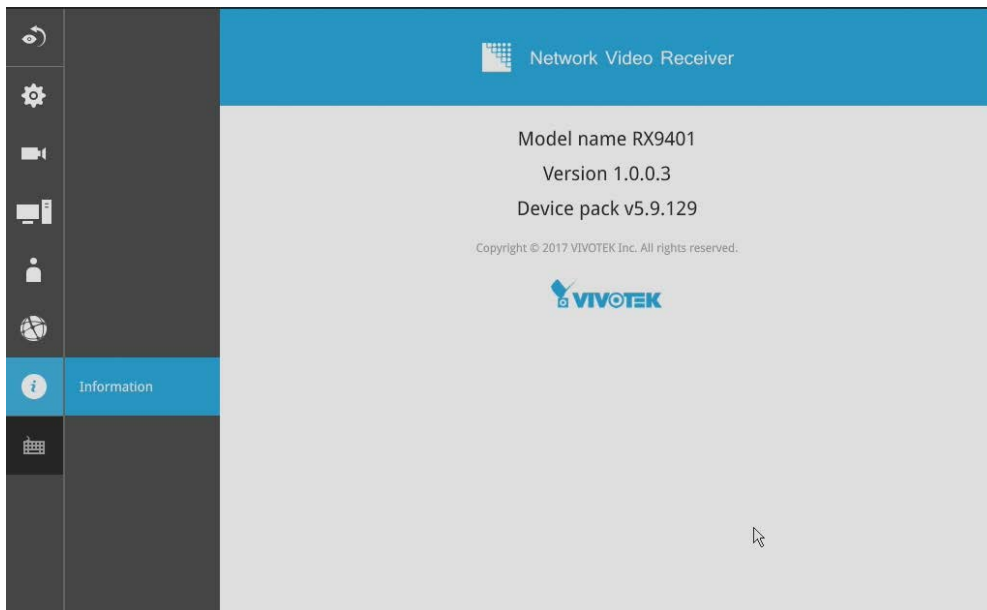 Network Video Receiver
Model name RX9401
Version 1.0.0.3
Device pack v5.9.129
Copyright © 2017 VIVOTEK Inc. All rights reserved.
VIVOTEK
Information